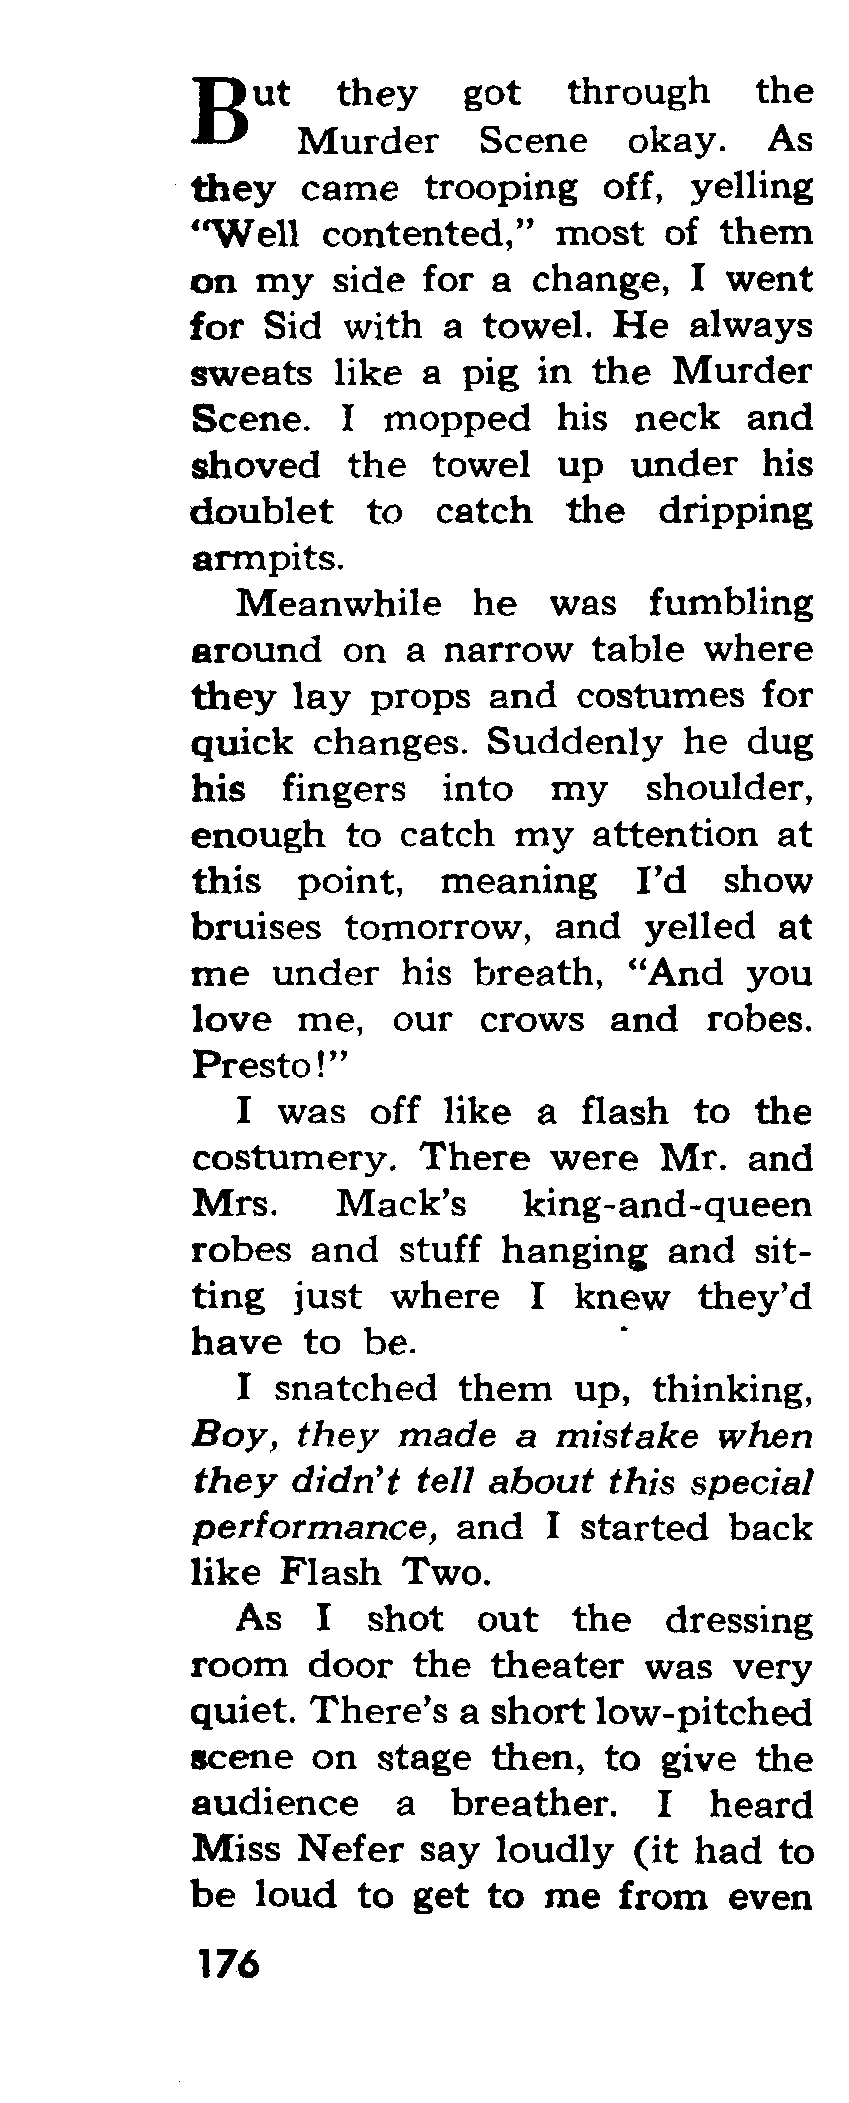 But they got through the
Murder Scene okay. As
they came trooping off, yelling
“Well contented,” most of them
on my side for a change, I went
for Sid with a towel. He always
sweats like a pig in the Murder
Scene. I mopped his neck and
shoved the towel up under his
doublet to catch the dripping
armpits.
Meanwhile he was fumbling
around on a narrow table where
they lay props and costumes for
quick changes. Suddenly he dug
his fingers into my shoulder,
enough to catch my attention at
this point, meaning I’d show
bruises tomorrow, and yelled at
me under his breath, “And you
love me, our crows and robes.
Presto!”
I was off like a flash to the
costumery. There were Mr. and
Mrs. Mack’s king-and-queen
robes and stuff hanging and sit-
ting just where I knew they’d
have to be.
I snatched them up, thinking,
Boy, they made a mistake when
they didn’t tell about this special
performance, and I started back
like Flash Two.
As I shot out the dressing
room door the theater was very
quiet. There’s a short low-pitched
scene on stage then, to give the
audience a breather. I heard
Miss Nefer say loudly (it had to
be loud to get to me from even
176